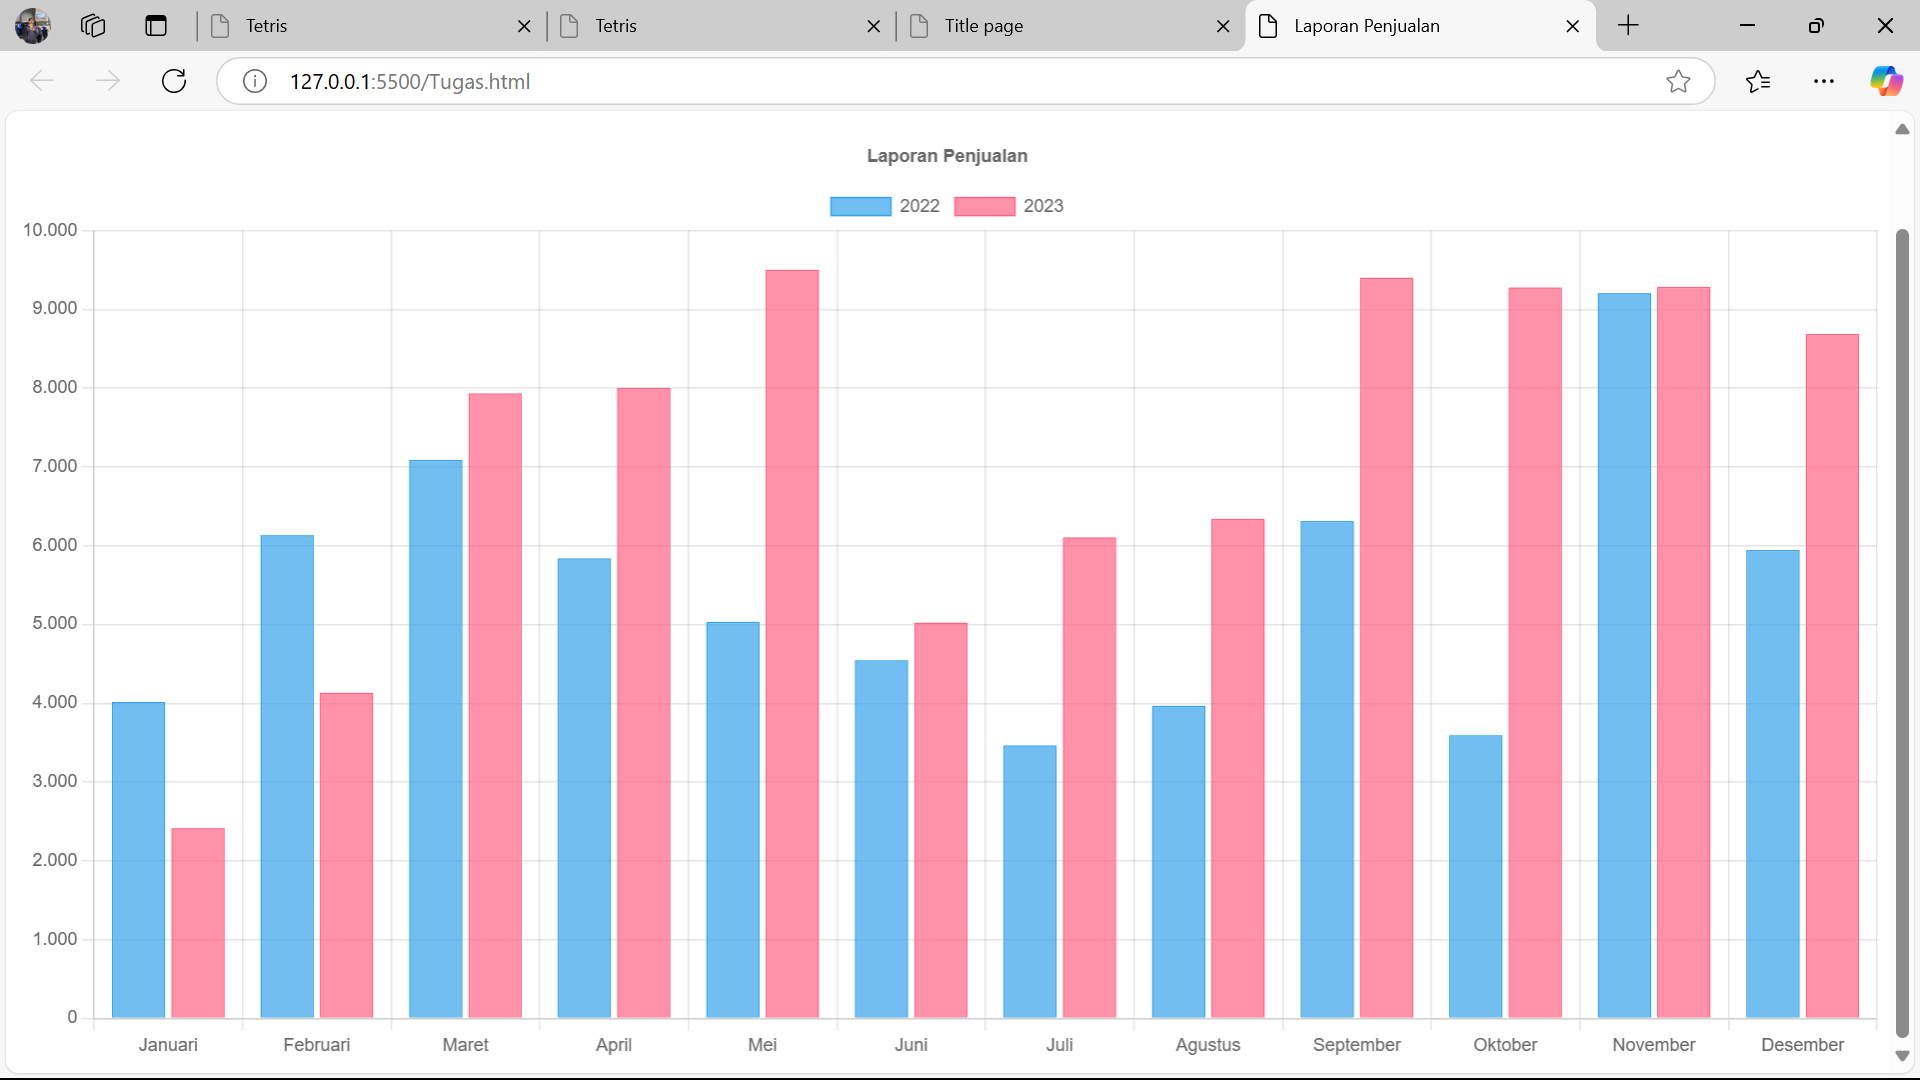 Tetris
Tetris
Title page
Laporan Penjualan
127.0.0.1:5500/Tugas.html
Laporan Penjualan
2022 2023
10.000
9.000
8.000
7.000
6.000
5.000
4.000
3.000
2.000
1.000
0
Januari Februari Maret April Mei Juni Juli Agustus September Oktober November Desember